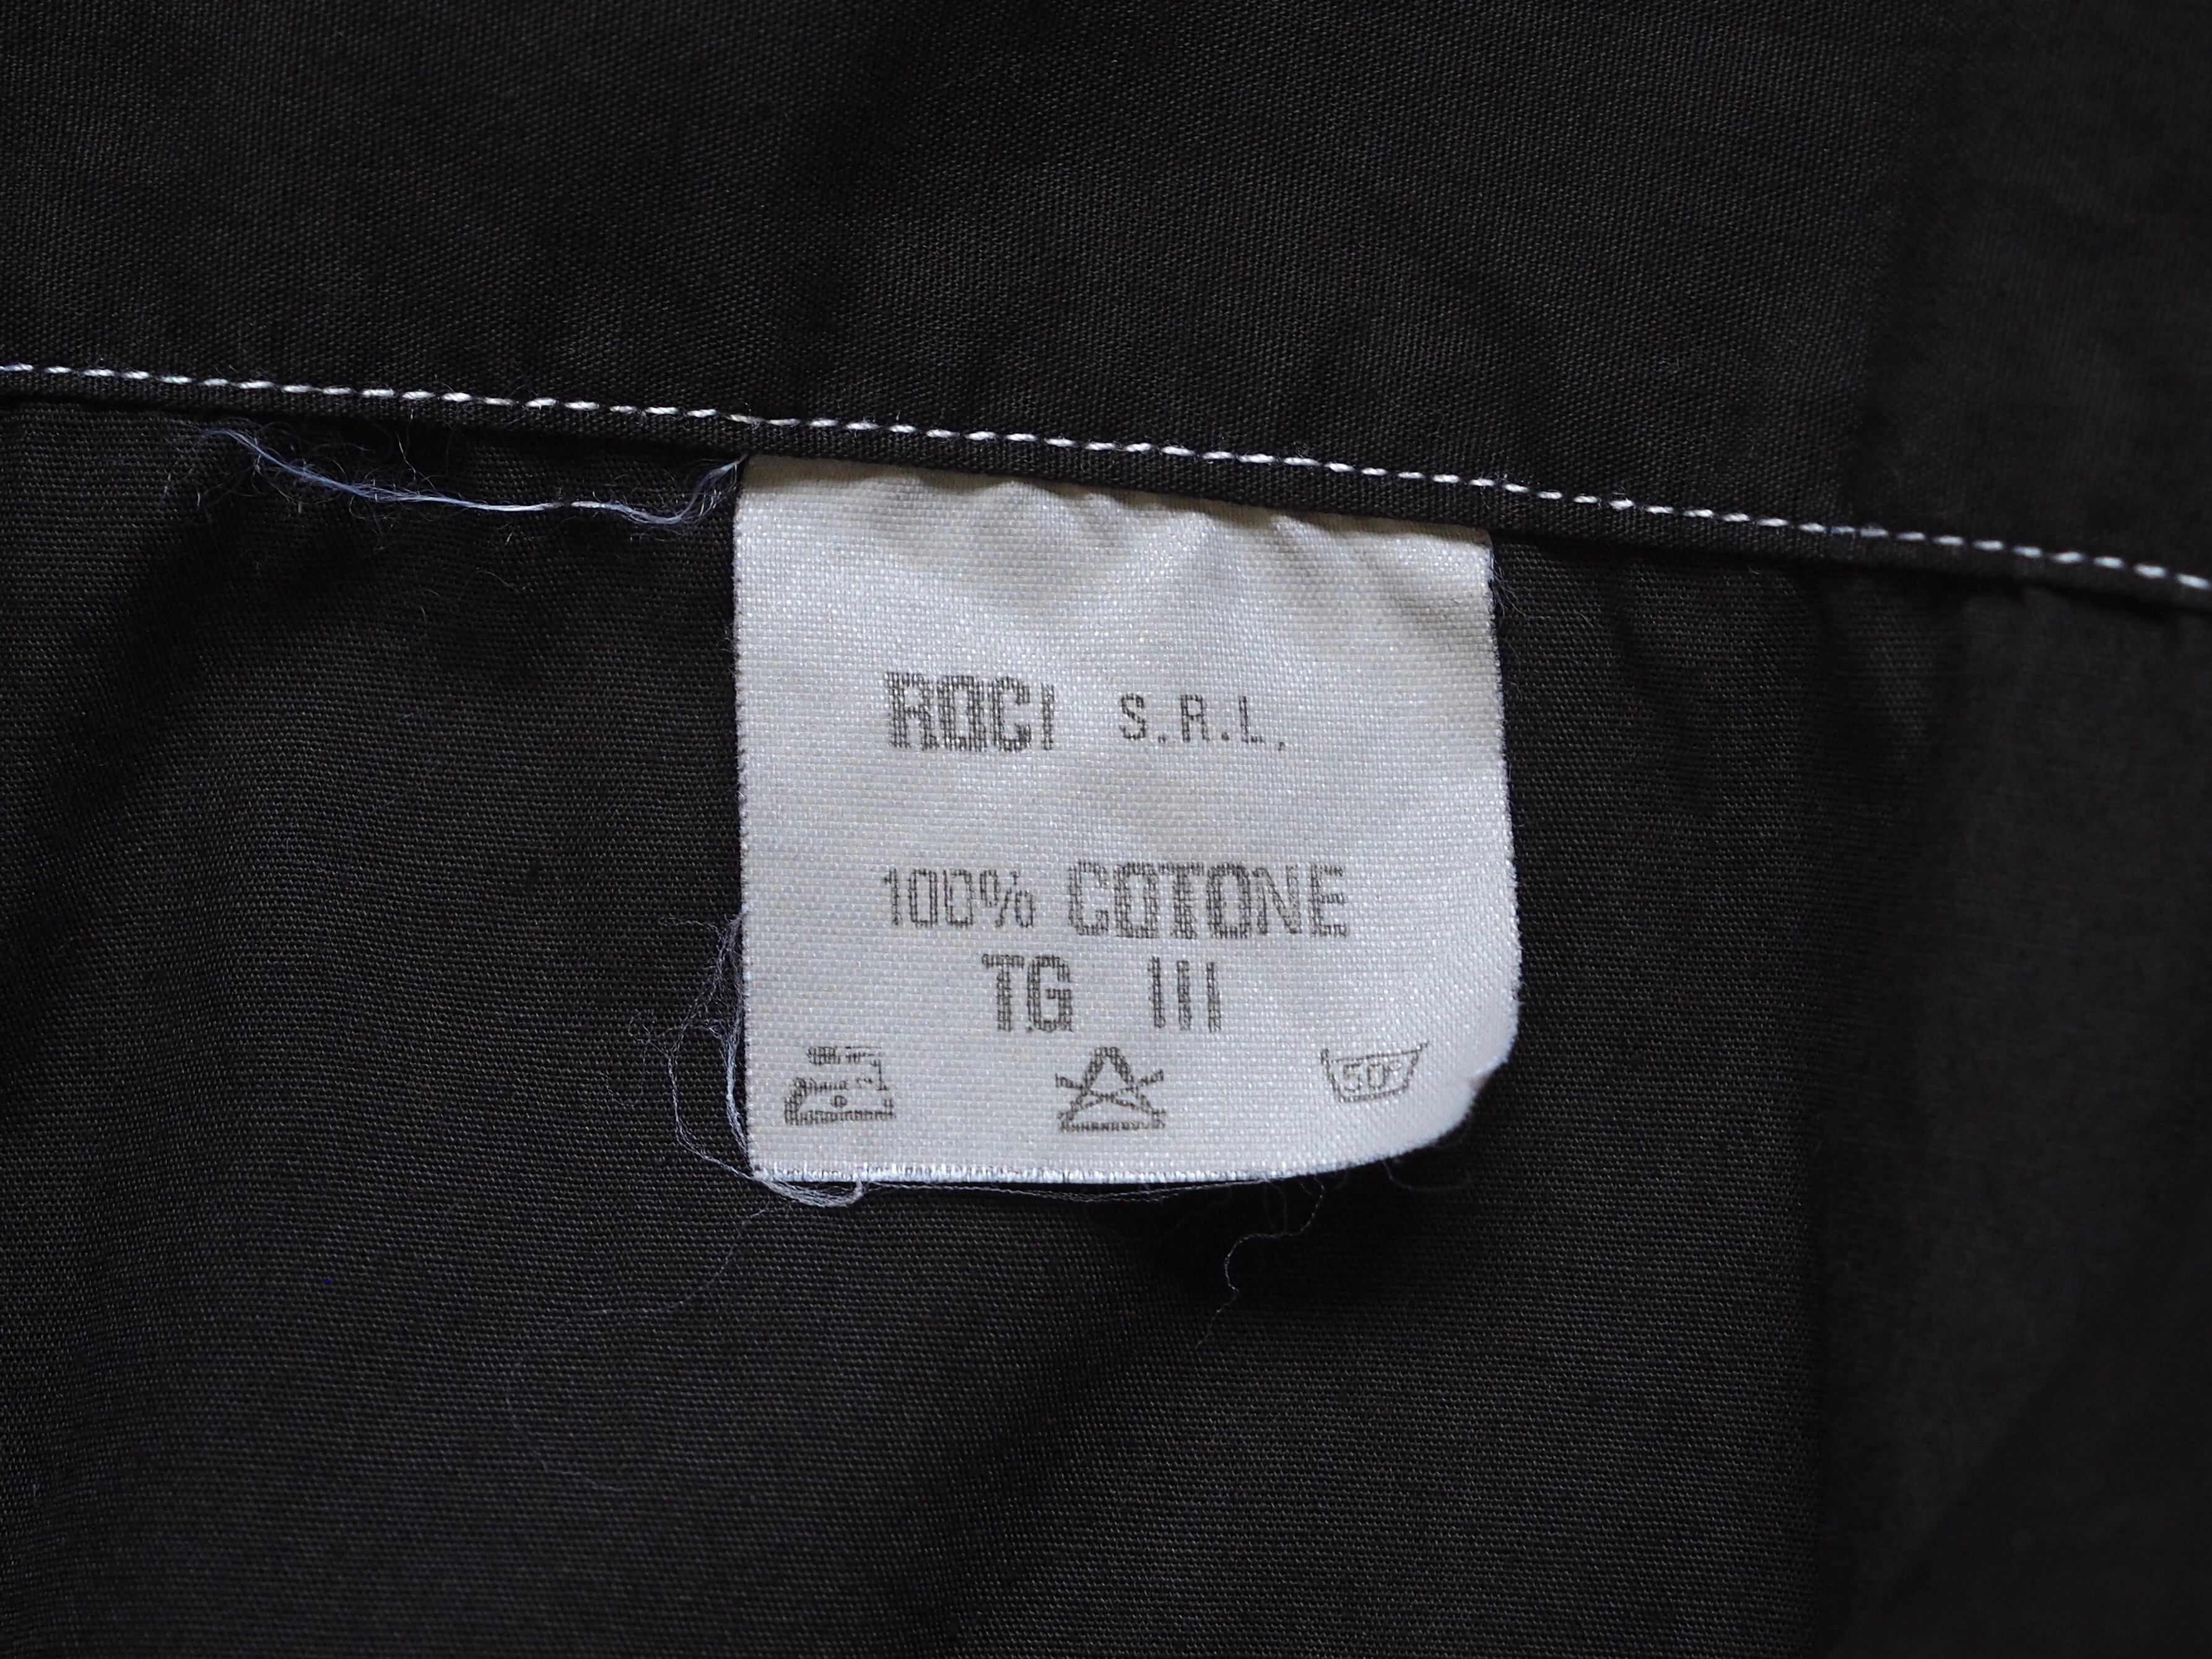 ROCI S.R.L.
100% COTONE
TG III
50°